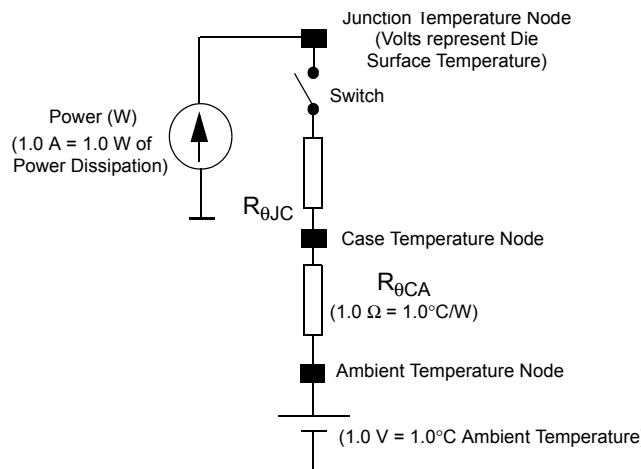 Junction Temperature Node
(Volts represent Die
Surface Temperature)
Switch
Power (W)
(1.0 A = 1.0 W of
Power Dissipation)
RθJC
Case Temperature Node
RθCA
(1.0 Ω = 1.0°C/W)
Ambient Temperature Node
(1.0 V = 1.0°C Ambient Temperature